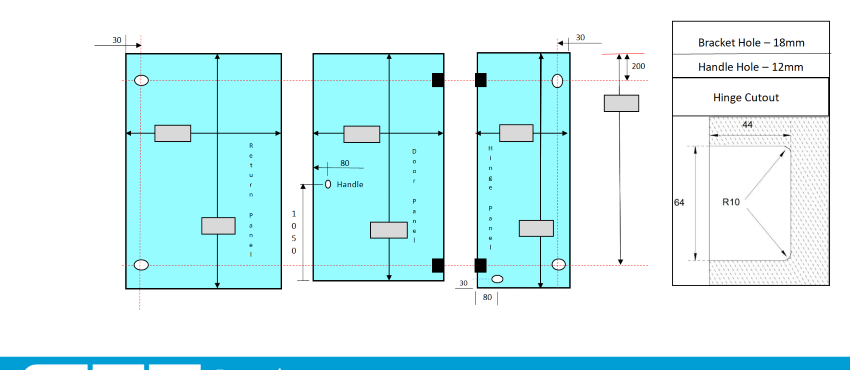 30
30
200
Return Panel
80
Handle
1050
Door Panel
Hinge Panel
30
80
Bracket Hole – 18mm
Handle Hole – 12mm
Hinge Cutout
44
64
R10